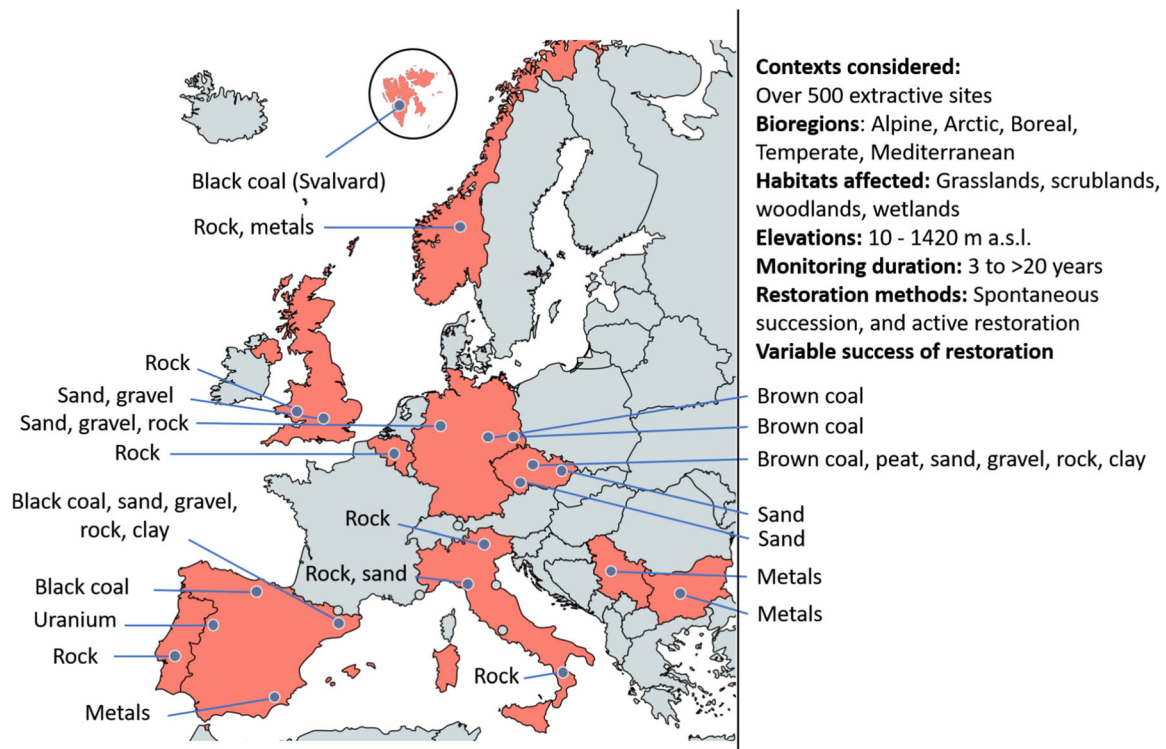 Contexts considered:
Over 500 extractive sites
Bioregions: Alpine, Arctic, Boreal,
Temperate, Mediterranean
Habitats affected: Grasslands, scrublands,
woodlands, wetlands
Elevations: 10 - 1420 m a.s.l.
Monitoring duration: 3 to >20 years
Restoration methods: Spontaneous
succession, and active restoration
Variable success of restoration
Black coal (Svalvard)
Rock, metals
Rock
Sand, gravel
Sand, gravel, rock
Rock
Black coal, sand, gravel,
rock, clay
Rock
Rock, sand
Black coal
Uranium
Rock
Metals
Rock
Brown coal
Brown coal
Brown coal, peat, sand, gravel, rock, clay
Sand
Sand
Metals
Metals